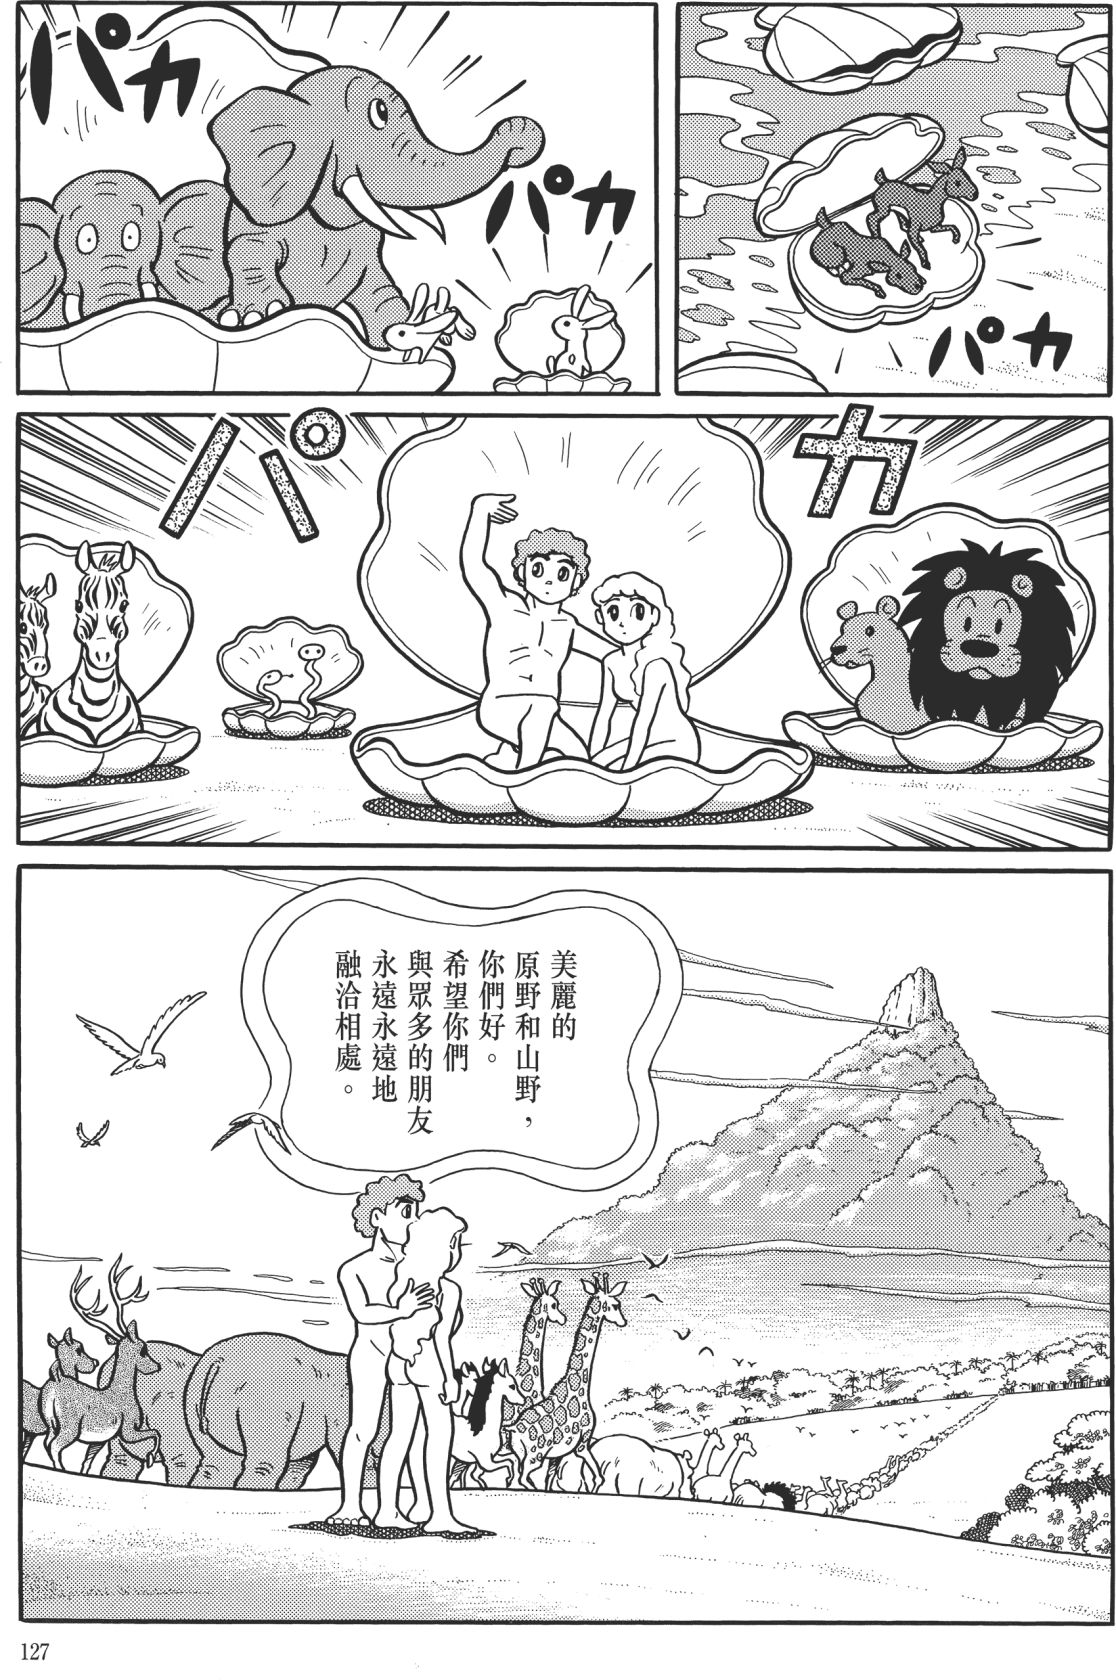 パカ
パカ
パカ
パカ
美麗的
原野和山野，
你們好。
希望你們
與眾多的朋友
永遠永遠地
融洽相處。
127